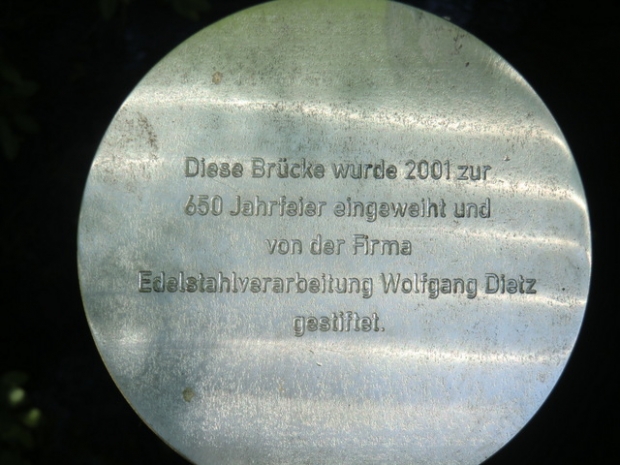 Diese Brücke wurde 2001 zur
650 Jahrfeier eingeweiht und
von der Firma
Edelstahlverarbeitung Wolfgang Dietz
gestiftet.